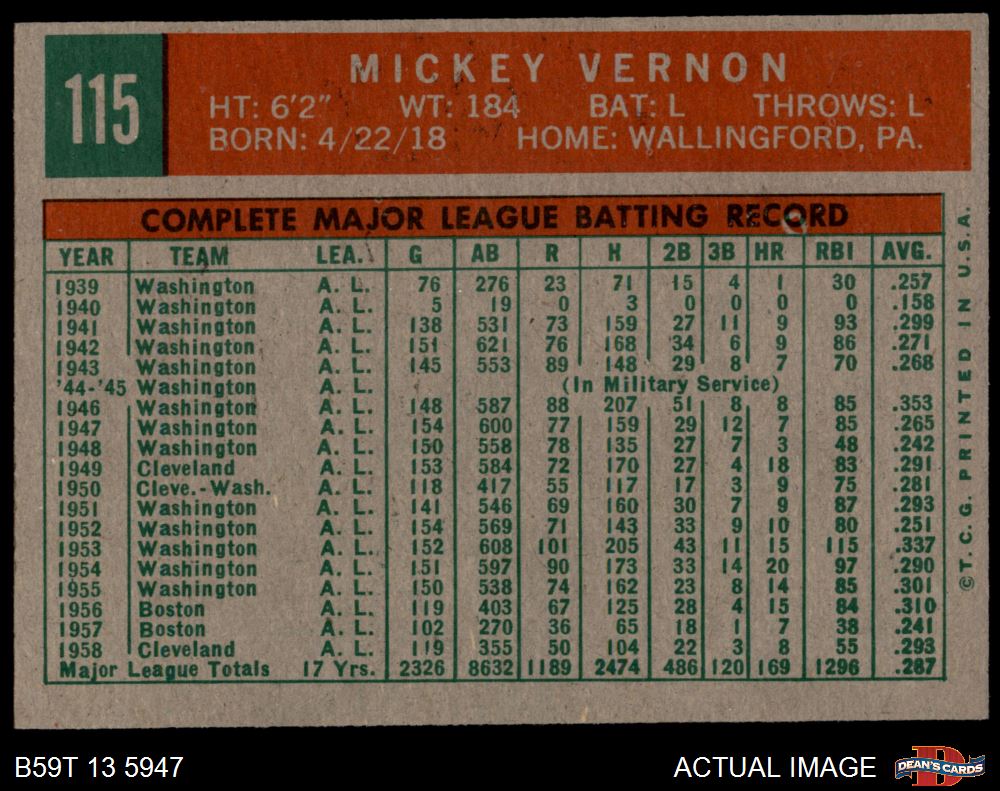 115
MICKEY VERNON
HT: 6'2" WT: 184 BAT: L THROWS: L
BORN: 4/22/18 HOME: WALLINGFORD, PA.
COMPLETE MAJOR LEAGUE BATTING RECORD
YEAR TEAM LEA. G AB R H 2B 3B HR RBI AVG.
1939 Washington A. L. 76 276 23 71 15 4 1 30 .257
1940 Washington A. L. 5 19 0 3 0 0 0 0 .158
1941 Washington A. L. 138 531 73 159 27 11 9 93 .299
1942 Washington A. L. 151 621 76 168 34 6 9 86 .271
1943 Washington A. L. 145 553 89 148 29 8 7 70 .268
'44-'45 Washington A. L. (In Military Service)
1946 Washington A. L. 148 587 88 207 51 8 8 85 .353
1947 Washington A. L. 154 600 77 159 29 12 7 85 .265
1948 Washington A. L. 150 558 78 135 27 7 3 48 .242
1949 Cleveland A. L. 153 584 72 170 27 4 18 83 .291
1950 Cleve.-Wash. A. L. 118 417 55 117 17 3 9 75 .281
1951 Washington A. L. 141 546 69 160 30 7 9 87 .293
1952 Washington A. L. 154 569 71 143 33 9 10 80 .251
1953 Washington A. L. 152 608 101 205 43 11 15 115 .337
1954 Washington A. L. 151 597 90 173 33 14 20 97 .290
1955 Washington A. L. 150 538 74 162 23 8 14 85 .301
1956 Boston A. L. 119 403 67 125 28 4 15 84 .310
1957 Boston A. L. 102 270 36 65 18 1 7 38 .241
1958 Cleveland A. L. 119 355 50 104 22 3 8 55 .293
Major League Totals 17 Yrs. 2326 8632 1189 2474 486 120 169 1296 .287
©T.C.G. PRINTED IN U.S.A.
B59T 13 5947
ACTUAL IMAGE
DEAN'S CARDS